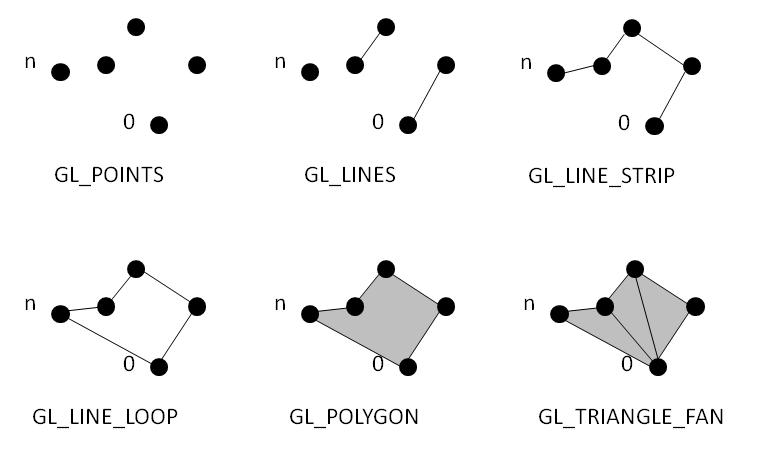 n
0
GL_POINTS
n
0
GL_LINES
n
0
GL_LINE_STRIP
n
0
GL_LINE_LOOP
n
0
GL_POLYGON
n
0
GL_TRIANGLE_FAN